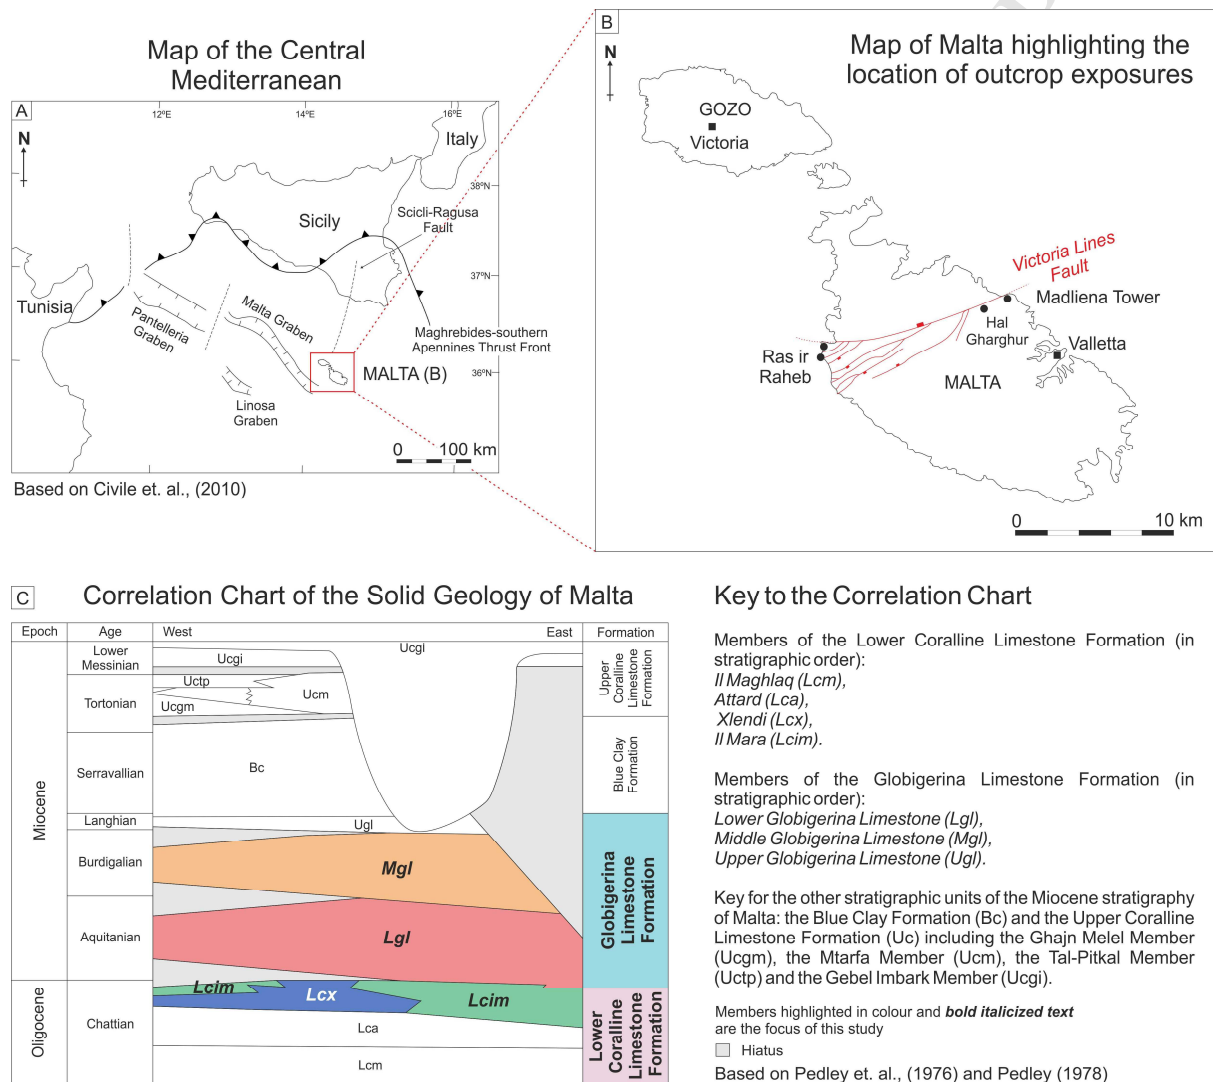 Map of the Central
Mediterranean
A
12°E
14°E
16°E
N
Italy
38°N
Sicily
Scicli-Ragusa
Fault
37°N
Tunisia
Pantelleria
Graben
Malta Graben
Maghrebides-southern
Apennines Thrust Front
MALTA (B)
36°N
Linosa
Graben
0 100 km
Based on Civile et. al., (2010)
B
N
Map of Malta highlighting the
location of outcrop exposures
GOZO
Victoria
Victoria Lines
Fault
Madliena Tower
Hal
Gharghur
Valletta
Ras ir
Raheb
MALTA
0 10 km
C
Correlation Chart of the Solid Geology of Malta
Epoch Age West East Formation
Miocene
Oligocene
Lower
Messinian
Tortonian
Serravallian
Langhian
Burdigalian
Aquitanian
Chattian
Ucgl
Ucgi
Uctp
Ucm
Ucgm
Bc
Ugl
Mgl
Lgl
Lcim
Lcx
Lcim
Lca
Lcm
Upper
Coralline
Limestone
Formation
Blue Clay
Formation
Globigerina
Limestone
Formation
Lower
Coralline
Limestone
Formation
Key to the Correlation Chart
Members of the Lower Coralline Limestone Formation (in
stratigraphic order):
Il Maghlaq (Lcm),
Attard (Lca),
Xlendi (Lcx),
Il Mara (Lcim).
Members of the Globigerina Limestone Formation (in
stratigraphic order):
Lower Globigerina Limestone (Lgl),
Middle Globigerina Limestone (Mgl),
Upper Globigerina Limestone (Ugl).
Key for the other stratigraphic units of the Miocene stratigraphy
of Malta: the Blue Clay Formation (Bc) and the Upper Coralline
Limestone Formation (Uc) including the Ghajn Melel Member
(Ucgm), the Mtarfa Member (Ucm), the Tal-Pitkal Member
(Uctp) and the Gebel Imbark Member (Ucgi).
Members highlighted in colour and bold italicized text
are the focus of this study
Hiatus
Based on Pedley et. al., (1976) and Pedley (1978)